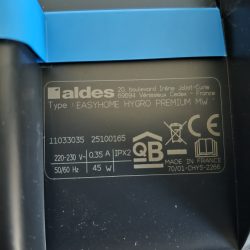 aldes
20, boulevard Irène Joliot-Curie
69694 Vénissieux Cedex - France
Type : EASYHOME HYGRO PREMIUM MW
11033035 25100165
220-230 V~ 0.35 A IPX2
50/60 Hz 45 W
QB
CE
MADE IN FRANCE
70/01-CHYS-2266